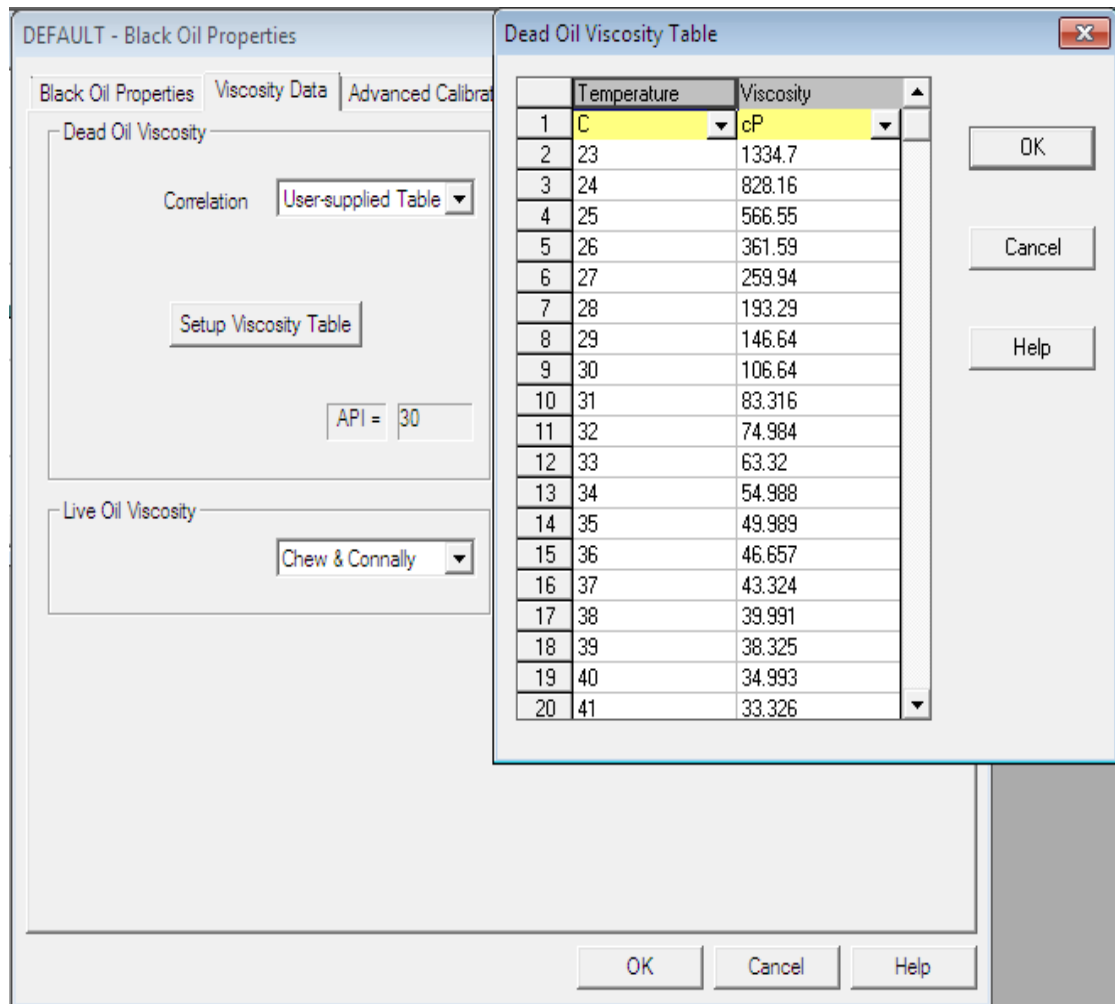 DEFAULT - Black Oil Properties
Black Oil Properties Viscosity Data Advanced Calibrat
Dead Oil Viscosity
Correlation User-supplied Table
Setup Viscosity Table
API = 30
Live Oil Viscosity
Chew & Connally
OK Cancel Help
Dead Oil Viscosity Table
Temperature Viscosity
1 C cP
2 23 1334.7
3 24 828.16
4 25 566.55
5 26 361.59
6 27 259.94
7 28 193.29
8 29 146.64
9 30 106.64
10 31 83.316
11 32 74.984
12 33 63.32
13 34 54.988
14 35 49.989
15 36 46.657
16 37 43.324
17 38 39.991
18 39 38.325
19 40 34.993
20 41 33.326
OK
Cancel
Help